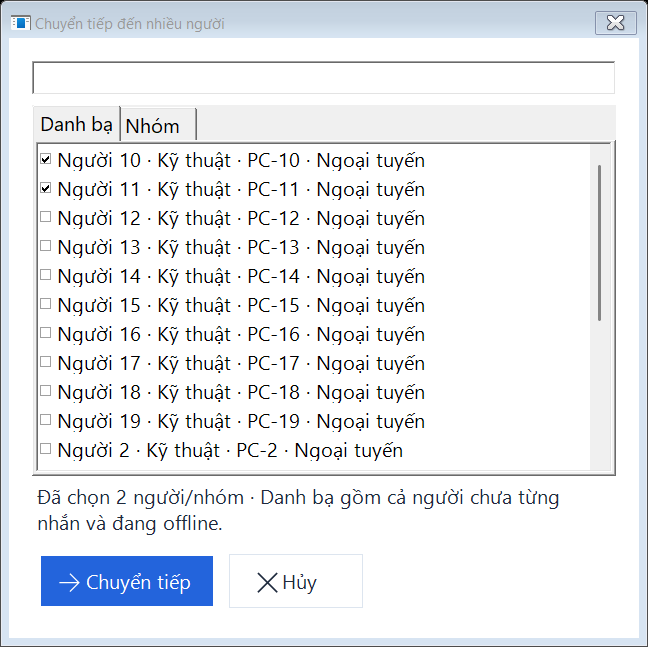 Chuyển tiếp đến nhiều người
Danh bạ
Nhóm
Người 10 · Kỹ thuật · PC-10 · Ngoại tuyến
Người 11 · Kỹ thuật · PC-11 · Ngoại tuyến
Người 12 · Kỹ thuật · PC-12 · Ngoại tuyến
Người 13 · Kỹ thuật · PC-13 · Ngoại tuyến
Người 14 · Kỹ thuật · PC-14 · Ngoại tuyến
Người 15 · Kỹ thuật · PC-15 · Ngoại tuyến
Người 16 · Kỹ thuật · PC-16 · Ngoại tuyến
Người 17 · Kỹ thuật · PC-17 · Ngoại tuyến
Người 18 · Kỹ thuật · PC-18 · Ngoại tuyến
Người 19 · Kỹ thuật · PC-19 · Ngoại tuyến
Người 2 · Kỹ thuật · PC-2 · Ngoại tuyến
Đã chọn 2 người/nhóm · Danh bạ gồm cả người chưa từng
nhắn và đang offline.
Chuyển tiếp
Hủy